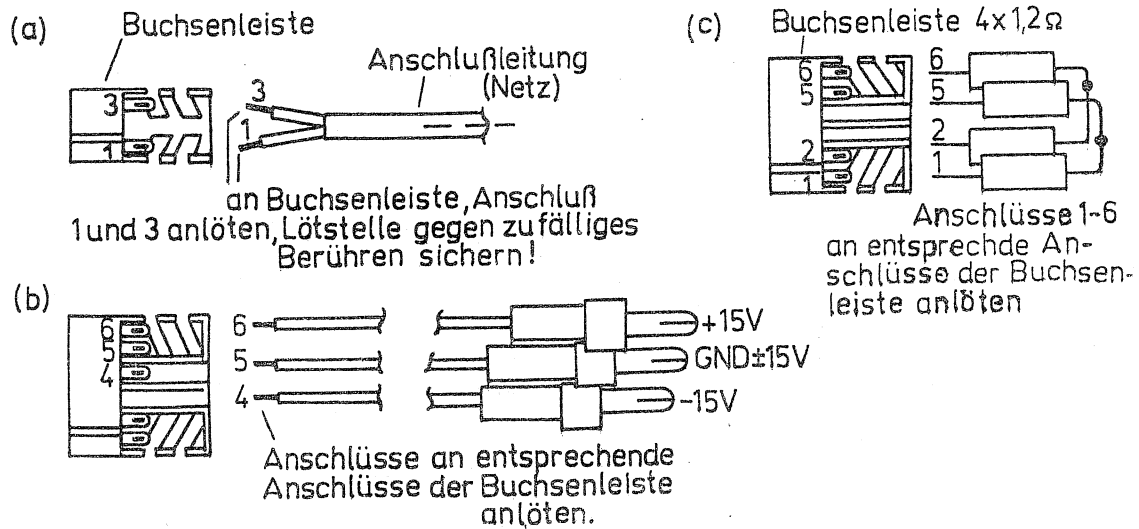 (a)
Buchsenleiste
3
1
3
1
Anschlußleitung
(Netz)
an Buchsenleiste, Anschluß
1 und 3 anlöten, Lötstelle gegen zufälliges
Berühren sichern!
(b)
6
5
4
6
5
4
+15V
GND±15V
-15V
Anschlüsse an entsprechende
Anschlüsse der Buchsenleiste
anlöten.
(c)
Buchsenleiste 4x1,2Ω
6
5
2
1
6
5
2
1
Anschlüsse 1-6
an entsprechde An-
schlüsse der Buchsen-
leiste anlöten